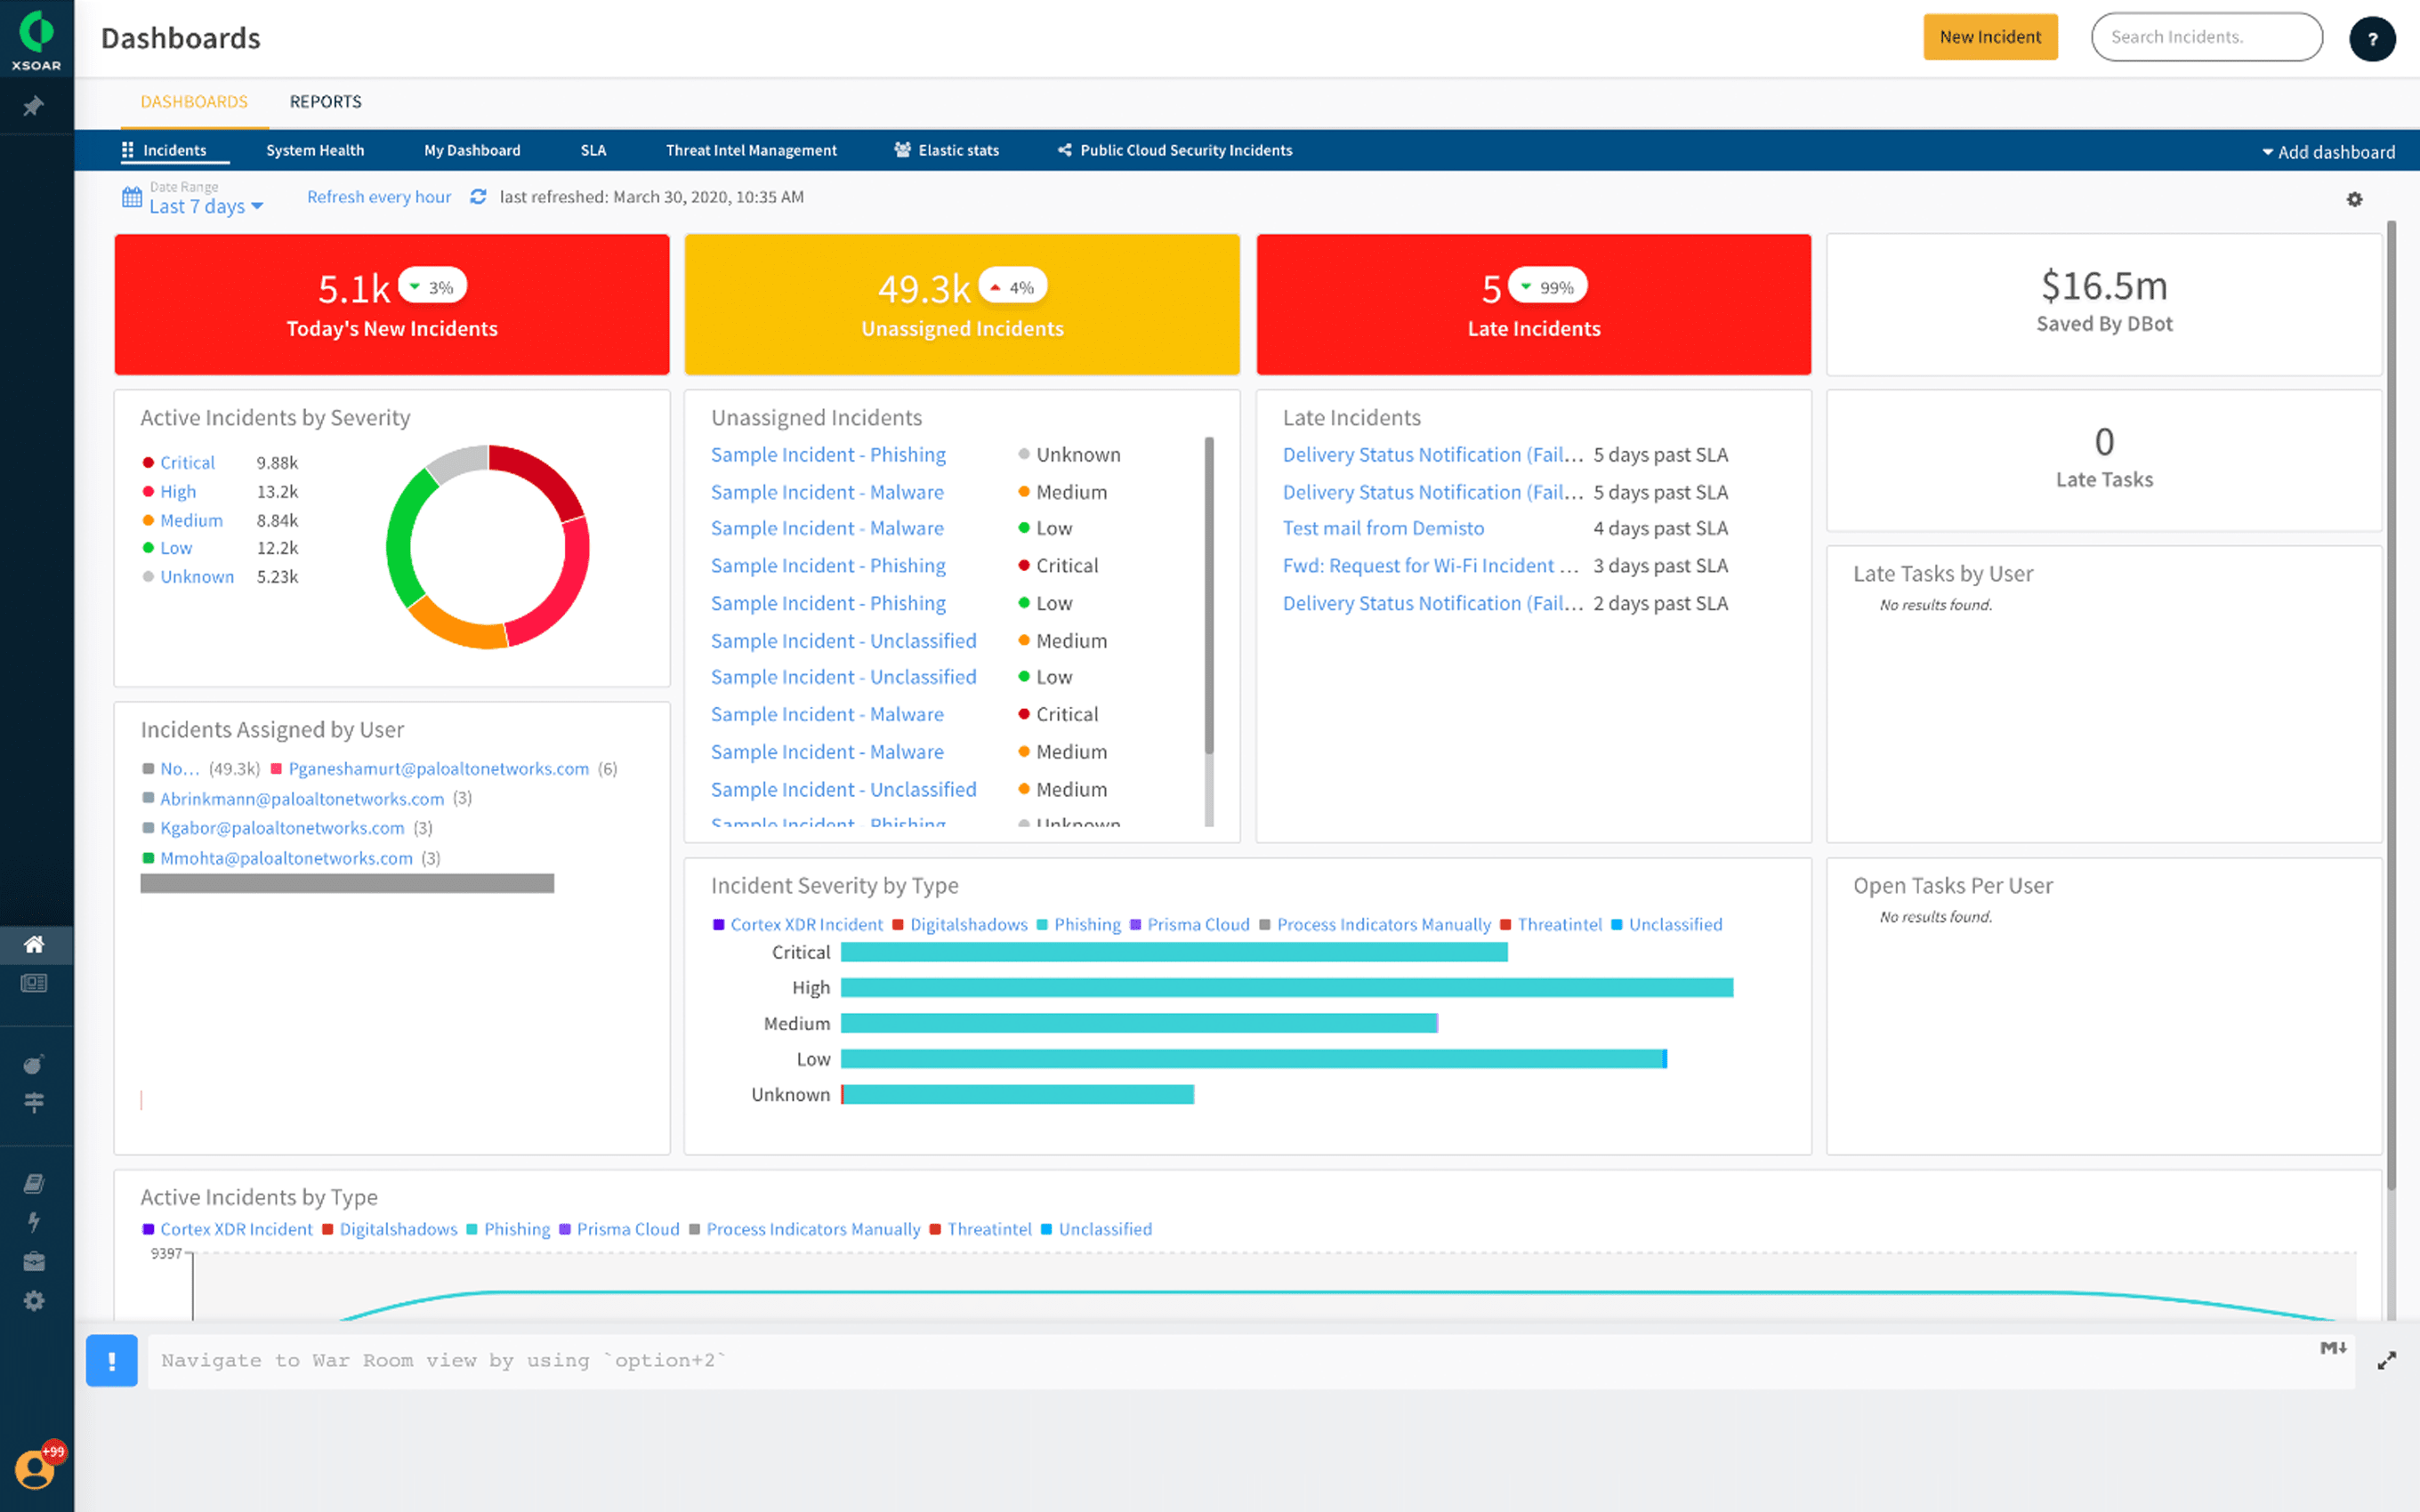 XSOAR
Dashboards
New Incident
Search Incidents.
?
DASHBOARDS REPORTS
Incidents System Health My Dashboard SLA Threat Intel Management Elastic stats Public Cloud Security Incidents Add dashboard
Date Range
Last 7 days
Refresh every hour last refreshed: March 30, 2020, 10:35 AM
5.1k 3%
Today's New Incidents
49.3k 4%
Unassigned Incidents
5 99%
Late Incidents
$16.5m
Saved By DBot
Active Incidents by Severity
Critical 9.88k
High 13.2k
Medium 8.84k
Low 12.2k
Unknown 5.23k
Unassigned Incidents
Sample Incident - Phishing Unknown
Sample Incident - Malware Medium
Sample Incident - Malware Low
Sample Incident - Phishing Critical
Sample Incident - Phishing Low
Sample Incident - Unclassified Medium
Sample Incident - Unclassified Low
Sample Incident - Malware Critical
Sample Incident - Malware Medium
Sample Incident - Unclassified Medium
Sample Incident - Phishing Unknown
Late Incidents
Delivery Status Notification (Fail... 5 days past SLA
Delivery Status Notification (Fail... 5 days past SLA
Test mail from Demisto 4 days past SLA
Fwd: Request for Wi-Fi Incident ... 3 days past SLA
Delivery Status Notification (Fail... 2 days past SLA
0
Late Tasks
Late Tasks by User
No results found.
Incidents Assigned by User
No... (49.3k) Pganeshamurt@paloaltonetworks.com (6)
Abrinkmann@paloaltonetworks.com (3)
Kgabor@paloaltonetworks.com (3)
Mmohta@paloaltonetworks.com (3)
Incident Severity by Type
Cortex XDR Incident Digitalshadows Phishing Prisma Cloud Process Indicators Manually Threatintel Unclassified
Critical
High
Medium
Low
Unknown
Open Tasks Per User
No results found.
Active Incidents by Type
Cortex XDR Incident Digitalshadows Phishing Prisma Cloud Process Indicators Manually Threatintel Unclassified
9397
! Navigate to War Room view by using `option+2` M↓
+99